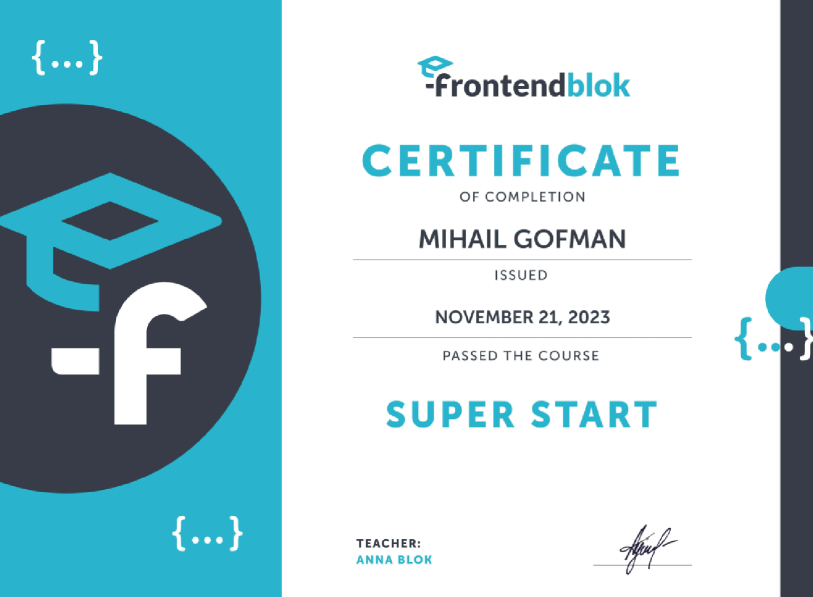 {...}
-frontendblok
CERTIFICATE
OF COMPLETION
MIHAIL GOFMAN
ISSUED
NOVEMBER 21, 2023
PASSED THE COURSE
{...}
SUPER START
-f
{...}
TEACHER:
ANNA BLOK